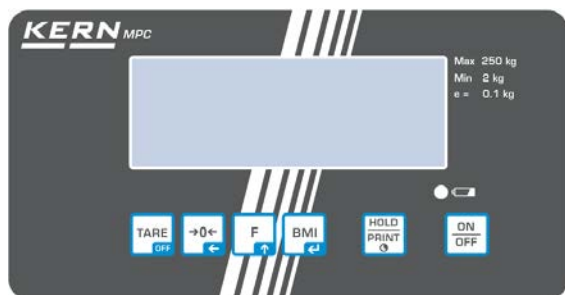 KERN MPC
Max 250 kg
Min 2 kg
e = 0.1 kg
TARE
OFF
→0←
F
BMI
HOLD
PRINT
ON
OFF